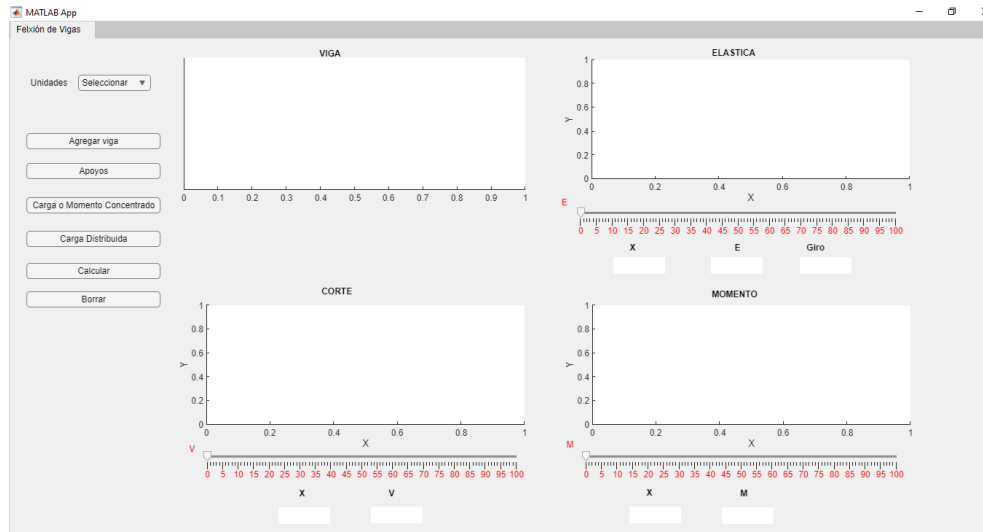 MATLAB App
Felxión de Vigas
Unidades Seleccionar
Agregar viga
Apoyos
Carga o Momento Concentrado
Carga Distribuida
Calcular
Borrar
VIGA
0 0.1 0.2 0.3 0.4 0.5 0.6 0.7 0.8 0.9 1
ELASTICA
1
0.8
0.6
Y
0.4
0.2
0
0 0.2 0.4 0.6 0.8 1
X
E
0 5 10 15 20 25 30 35 40 45 50 55 60 65 70 75 80 85 90 95 100
X E Giro
CORTE
1
0.8
0.6
Y
0.4
0.2
0
0 0.2 0.4 0.6 0.8 1
X
V
0 5 10 15 20 25 30 35 40 45 50 55 60 65 70 75 80 85 90 95 100
X V
MOMENTO
1
0.8
0.6
Y
0.4
0.2
0
0 0.2 0.4 0.6 0.8 1
X
M
0 5 10 15 20 25 30 35 40 45 50 55 60 65 70 75 80 85 90 95 100
X M